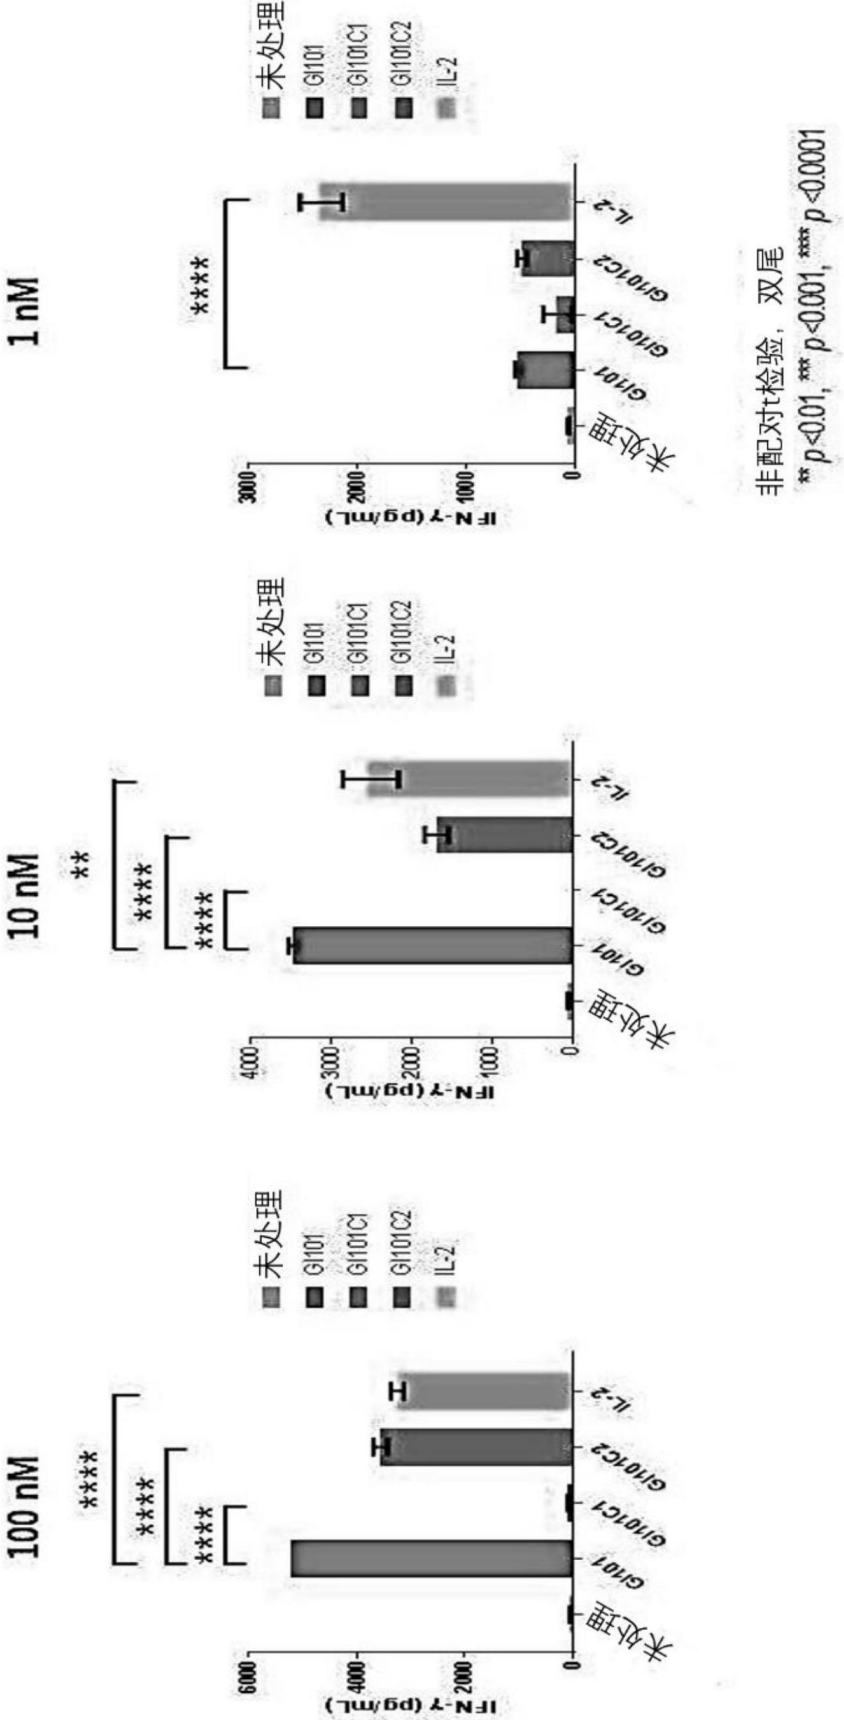 100 nM
****
****
****
IFN-γ (pg/mL)
6000
4000
2000
0
未处理
GI101
GI101C1
GI101C2
IL-2
未处理
GI101
GI101C1
GI101C2
IL-2
10 nM
**
****
****
IFN-γ (pg/mL)
4000
3000
2000
1000
0
未处理
GI101
GI101C1
GI101C2
IL-2
未处理
GI101
GI101C1
GI101C2
IL-2
1 nM
****
IFN-γ (pg/mL)
3000
2000
1000
0
未处理
GI101
GI101C1
GI101C2
IL-2
未处理
GI101
GI101C1
GI101C2
IL-2
非配对t检验，双尾
** p <0.01, *** p <0.001, **** p <0.0001